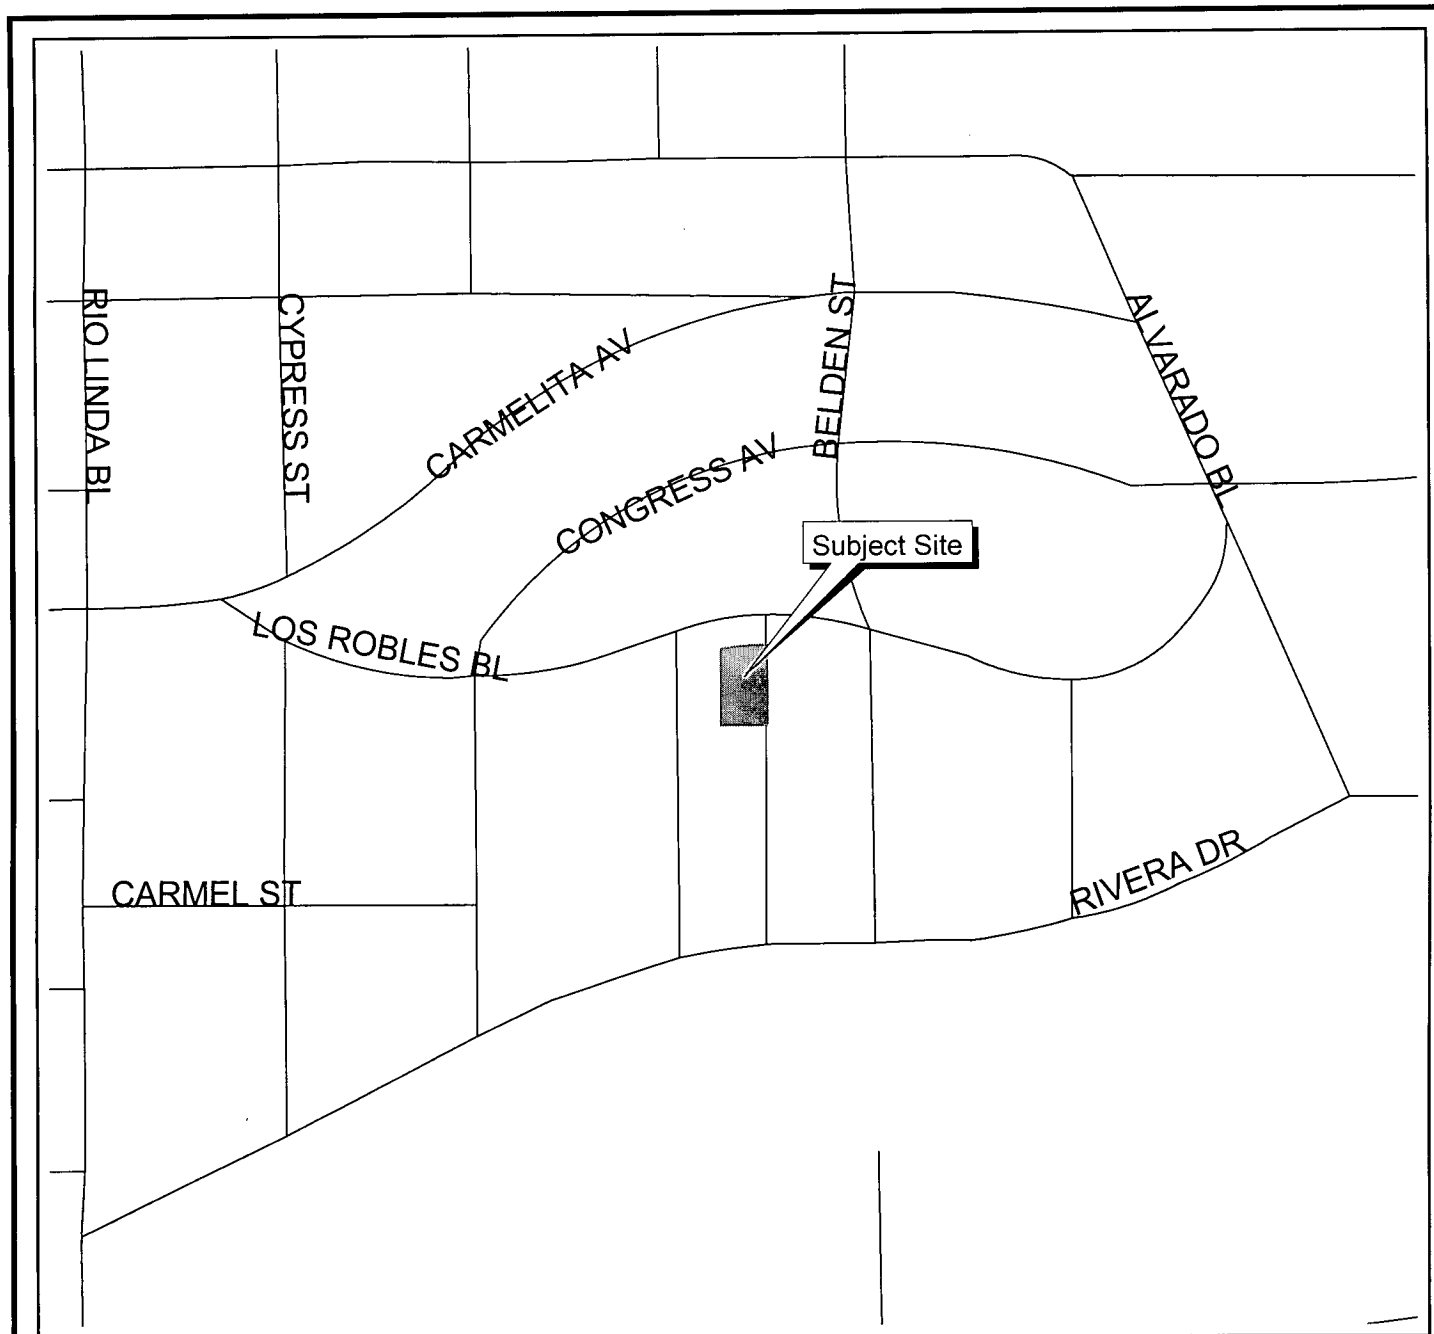 RIO LINDA BL
CYPRESS ST
CARMELITA AV
BELDEN ST
ALVARADO BL
CONGRESS AV
Subject Site
LOS ROBLES BL
CARMEL ST
RIVERA DR